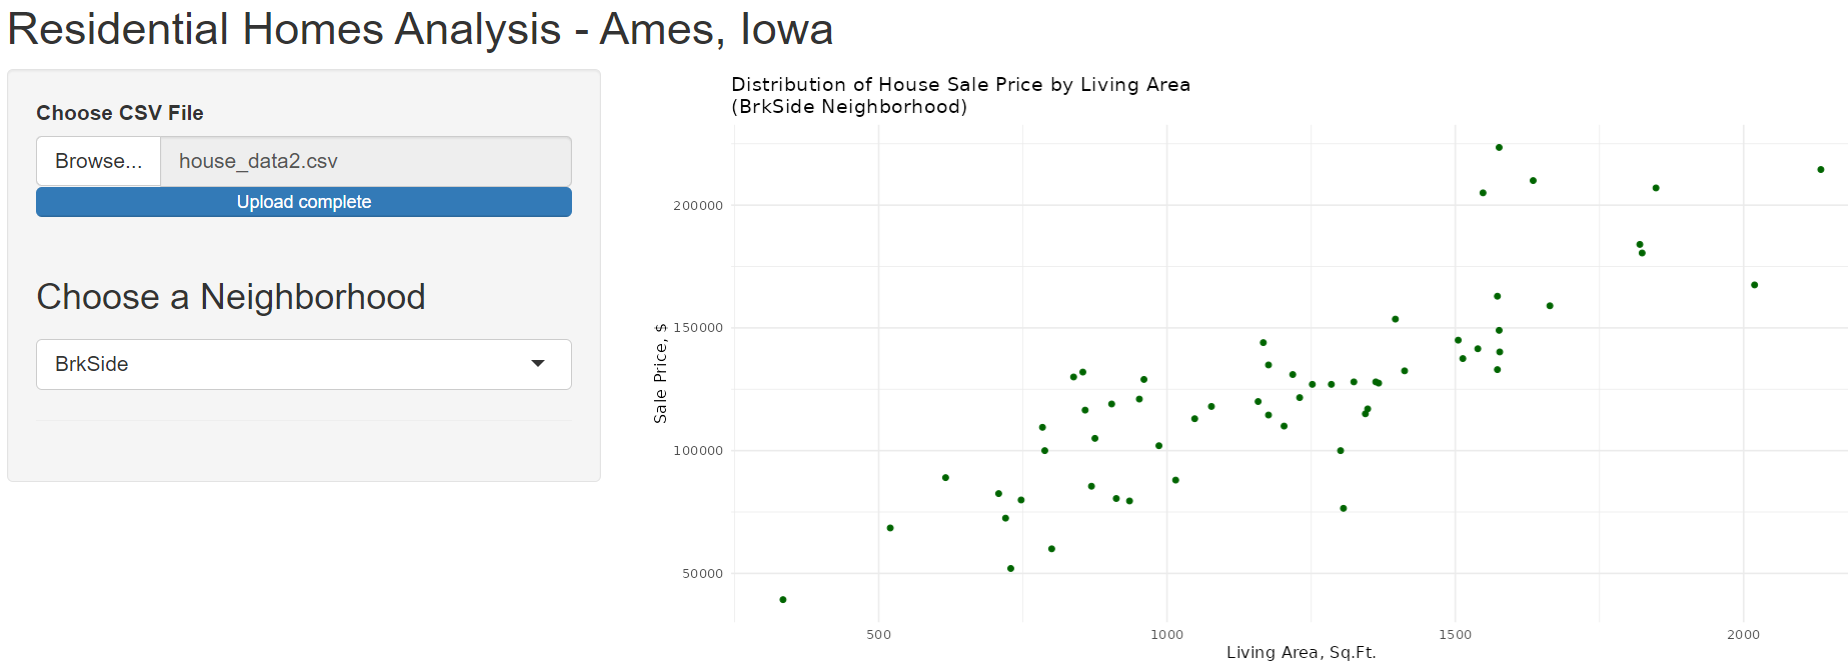 Residential Homes Analysis - Ames, Iowa
Choose CSV File
Browse... house_data2.csv
Upload complete
Choose a Neighborhood
BrkSide
Distribution of House Sale Price by Living Area
(BrkSide Neighborhood)
Sale Price, $
200000
150000
100000
50000
500 1000 1500 2000
Living Area, Sq.Ft.